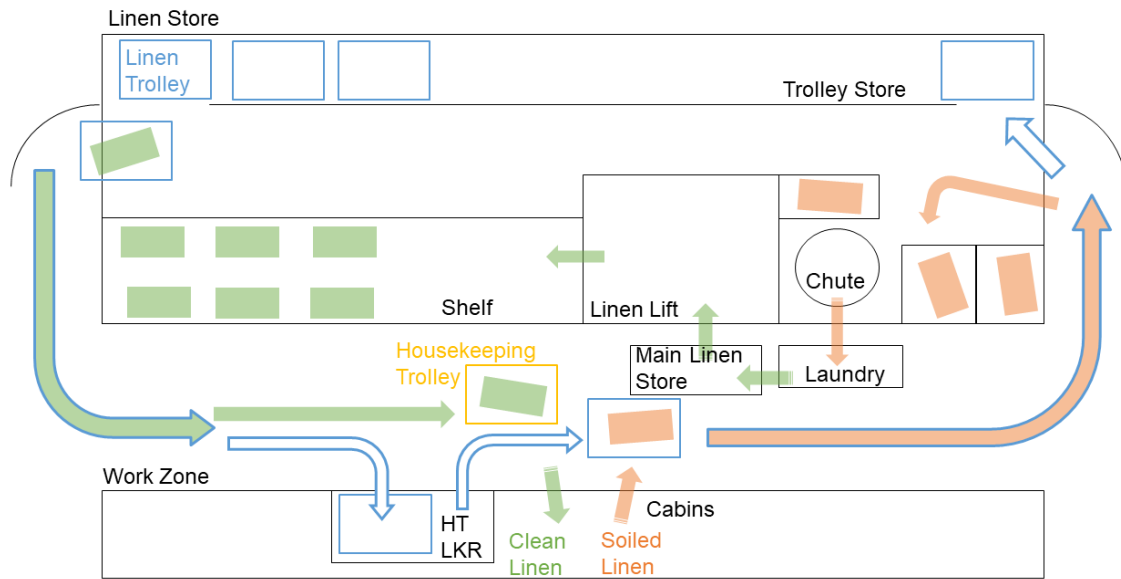 Linen Store
Linen
Trolley
Trolley Store
Chute
Shelf
Linen Lift
Housekeeping
Trolley
Main Linen
Store
Laundry
Work Zone
HT
LKR
Cabins
Clean
Linen
Soiled
Linen